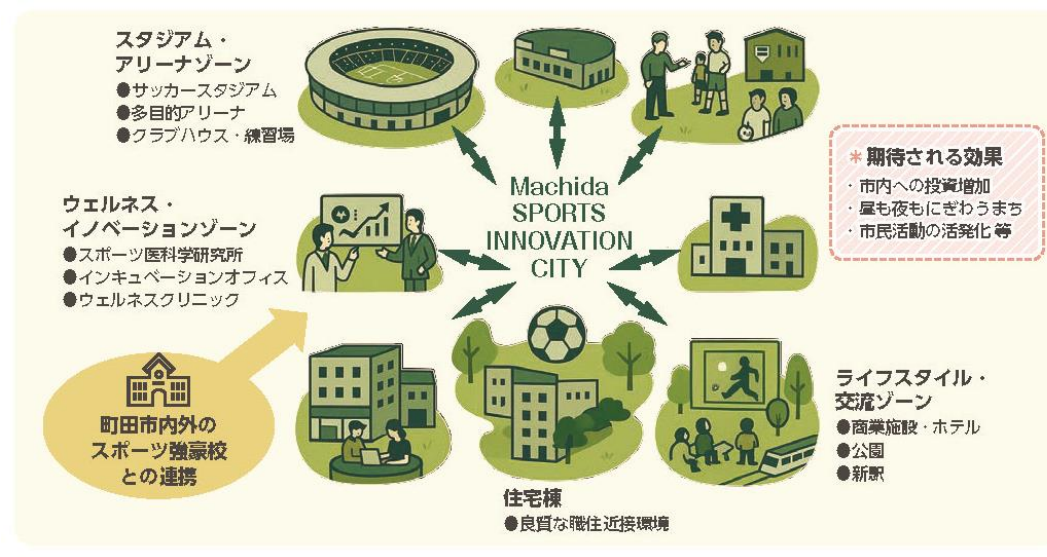 スタジアム・
アリーナゾーン
●サッカースタジアム
●多目的アリーナ
●クラブハウス・練習場
Machida
SPORTS
INNOVATION
CITY
*期待される効果
・市内への投資増加
・昼も夜もにぎわうまち
・市民活動の活発化 等
ウェルネス・
イノベーションゾーン
●スポーツ医科学研究所
●インキュベーションオフィス
●ウェルネスクリニック
町田市内外の
スポーツ強豪校
との連携
ライフスタイル・
交流ゾーン
●商業施設・ホテル
●公園
●新駅
住宅棟
●良質な職住近接環境